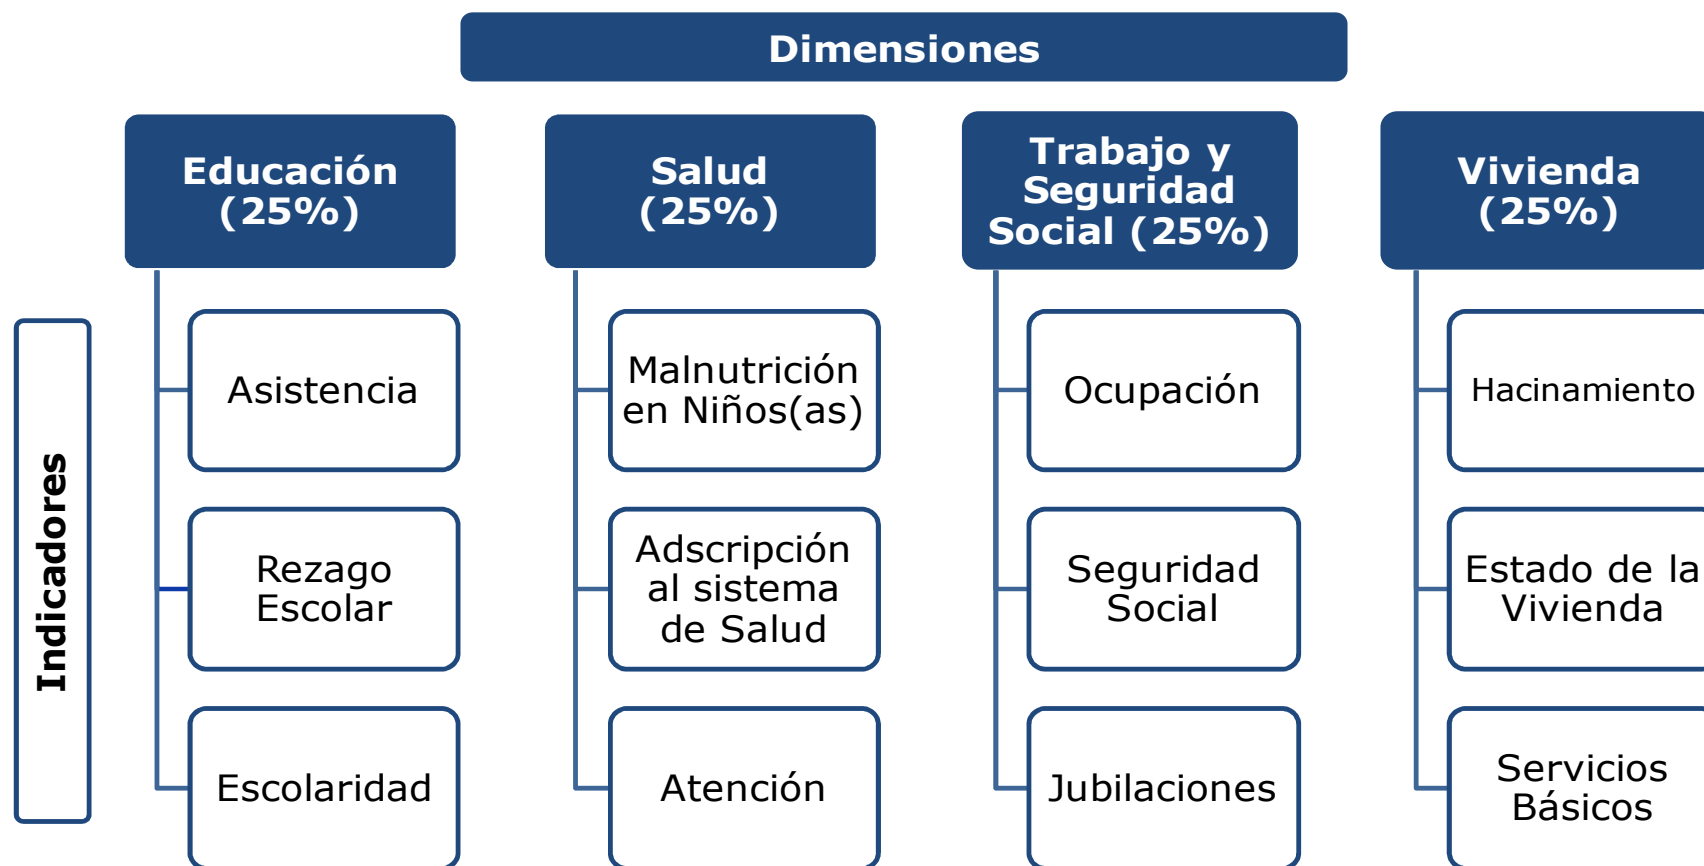 Dimensiones
Educación
(25%)
Salud
(25%)
Trabajo y
Seguridad
Social (25%)
Vivienda
(25%)
Indicadores
Asistencia
Malnutrición
en Niños(as)
Ocupación
Hacinamiento
Rezago
Escolar
Adscripción
al sistema
de Salud
Seguridad
Social
Estado de la
Vivienda
Escolaridad
Atención
Jubilaciones
Servicios
Básicos